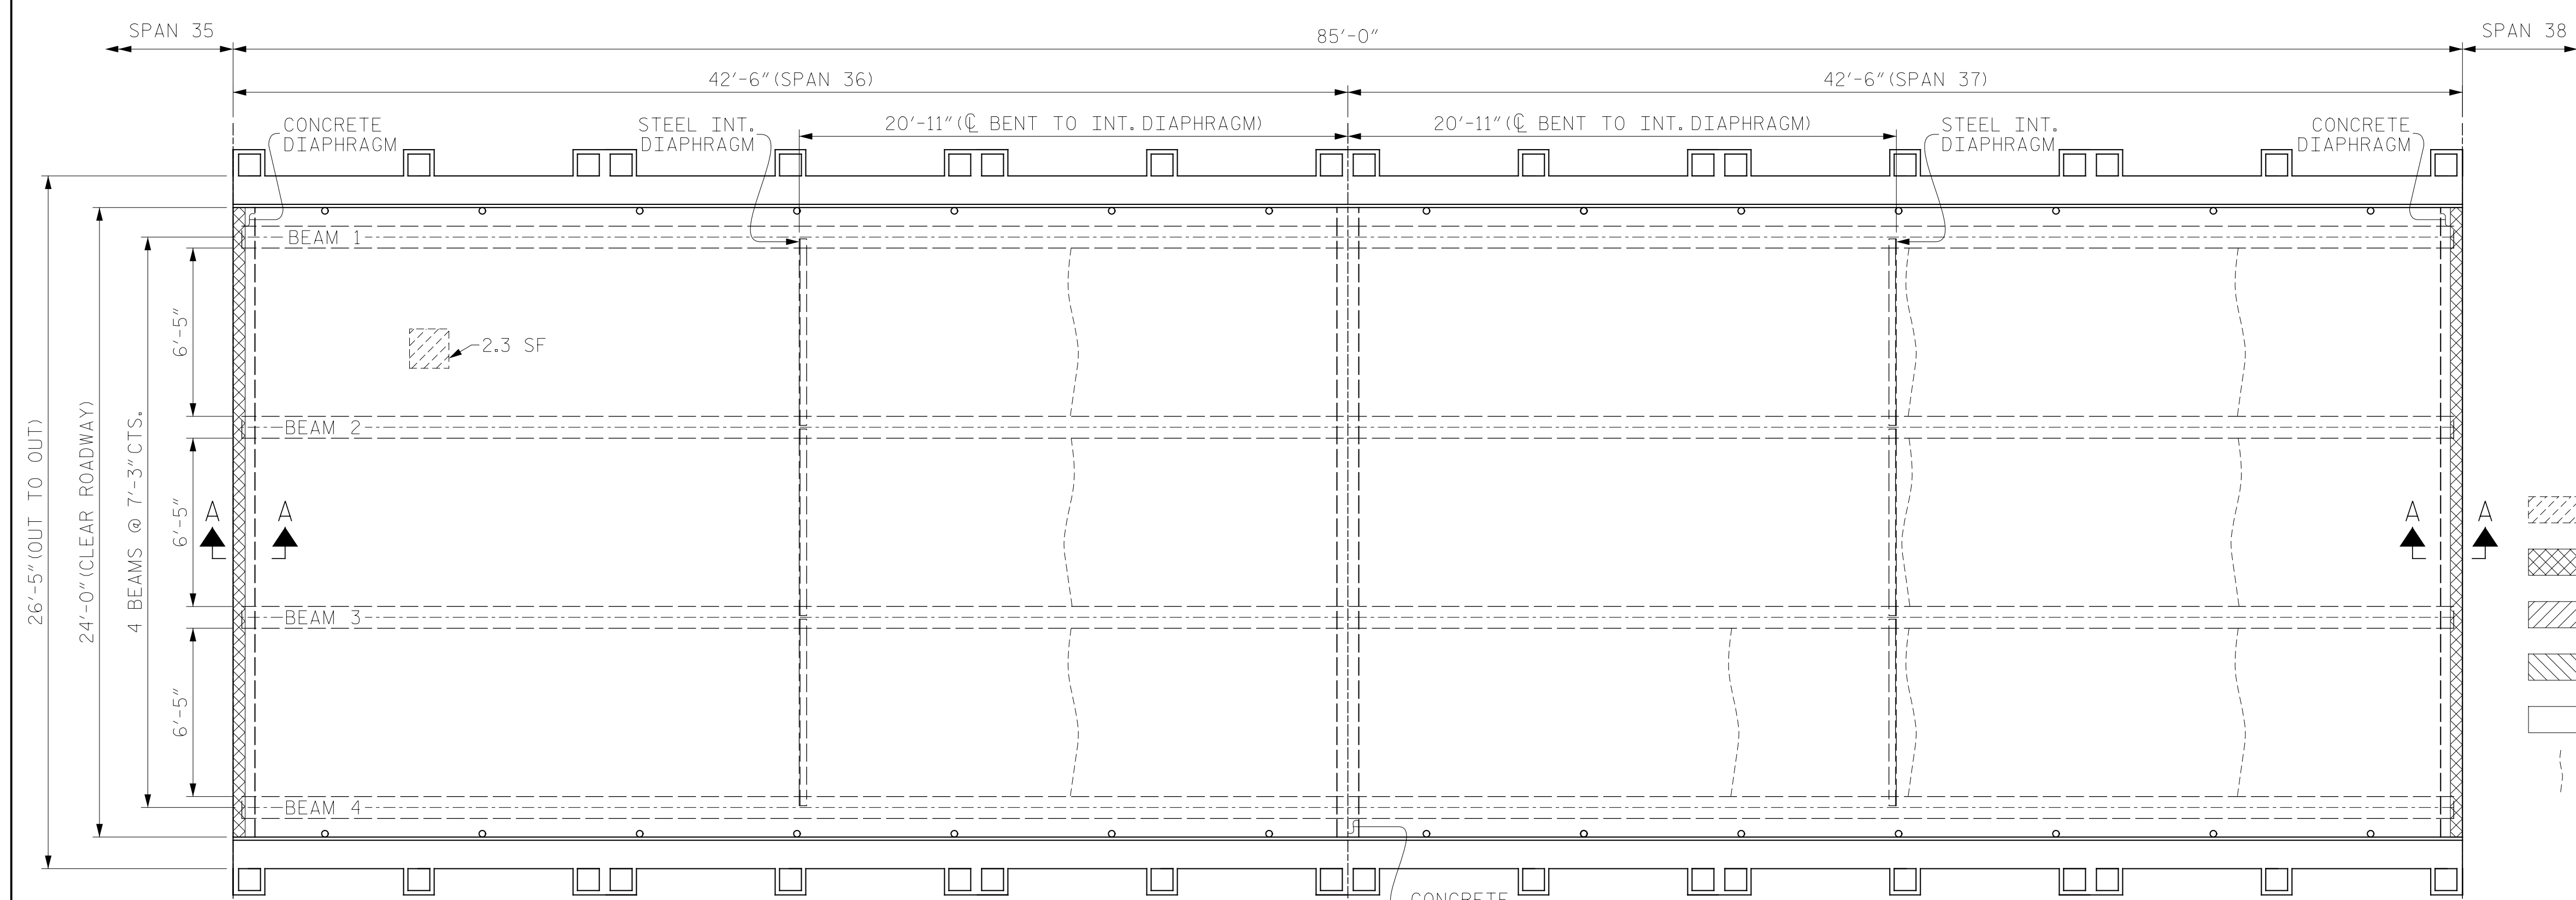 SPAN 35
85'-0"
SPAN 38
42'-6"(SPAN 36)
42'-6"(SPAN 37)
CONCRETE
DIAPHRAGM
STEEL INT.
DIAPHRAGM
20'-11"(℄ BENT TO INT. DIAPHRAGM)
20'-11"(℄ BENT TO INT. DIAPHRAGM)
STEEL INT.
DIAPHRAGM
CONCRETE
DIAPHRAGM
26'-5"(OUT TO OUT)
24'-0"(CLEAR ROADWAY)
4 BEAMS @ 7'-3"CTS.
6'-5"
6'-5"
6'-5"
BEAM 1
2.3 SF
BEAM 2
A
A
A
A
BEAM 3
BEAM 4
CONCRETE